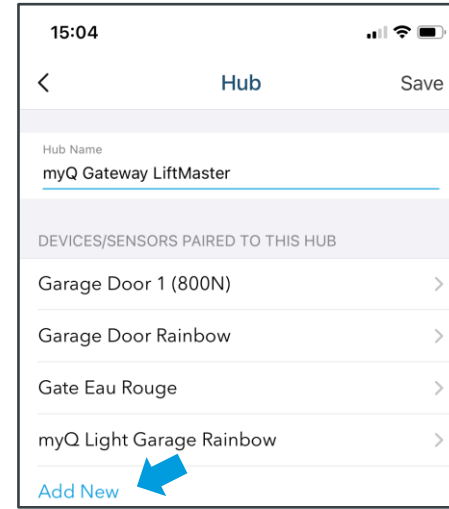 15:04
Hub
Save
Hub Name
myQ Gateway LiftMaster
DEVICES/SENSORS PAIRED TO THIS HUB
Garage Door 1 (800N)
Garage Door Rainbow
Gate Eau Rouge
myQ Light Garage Rainbow
Add New